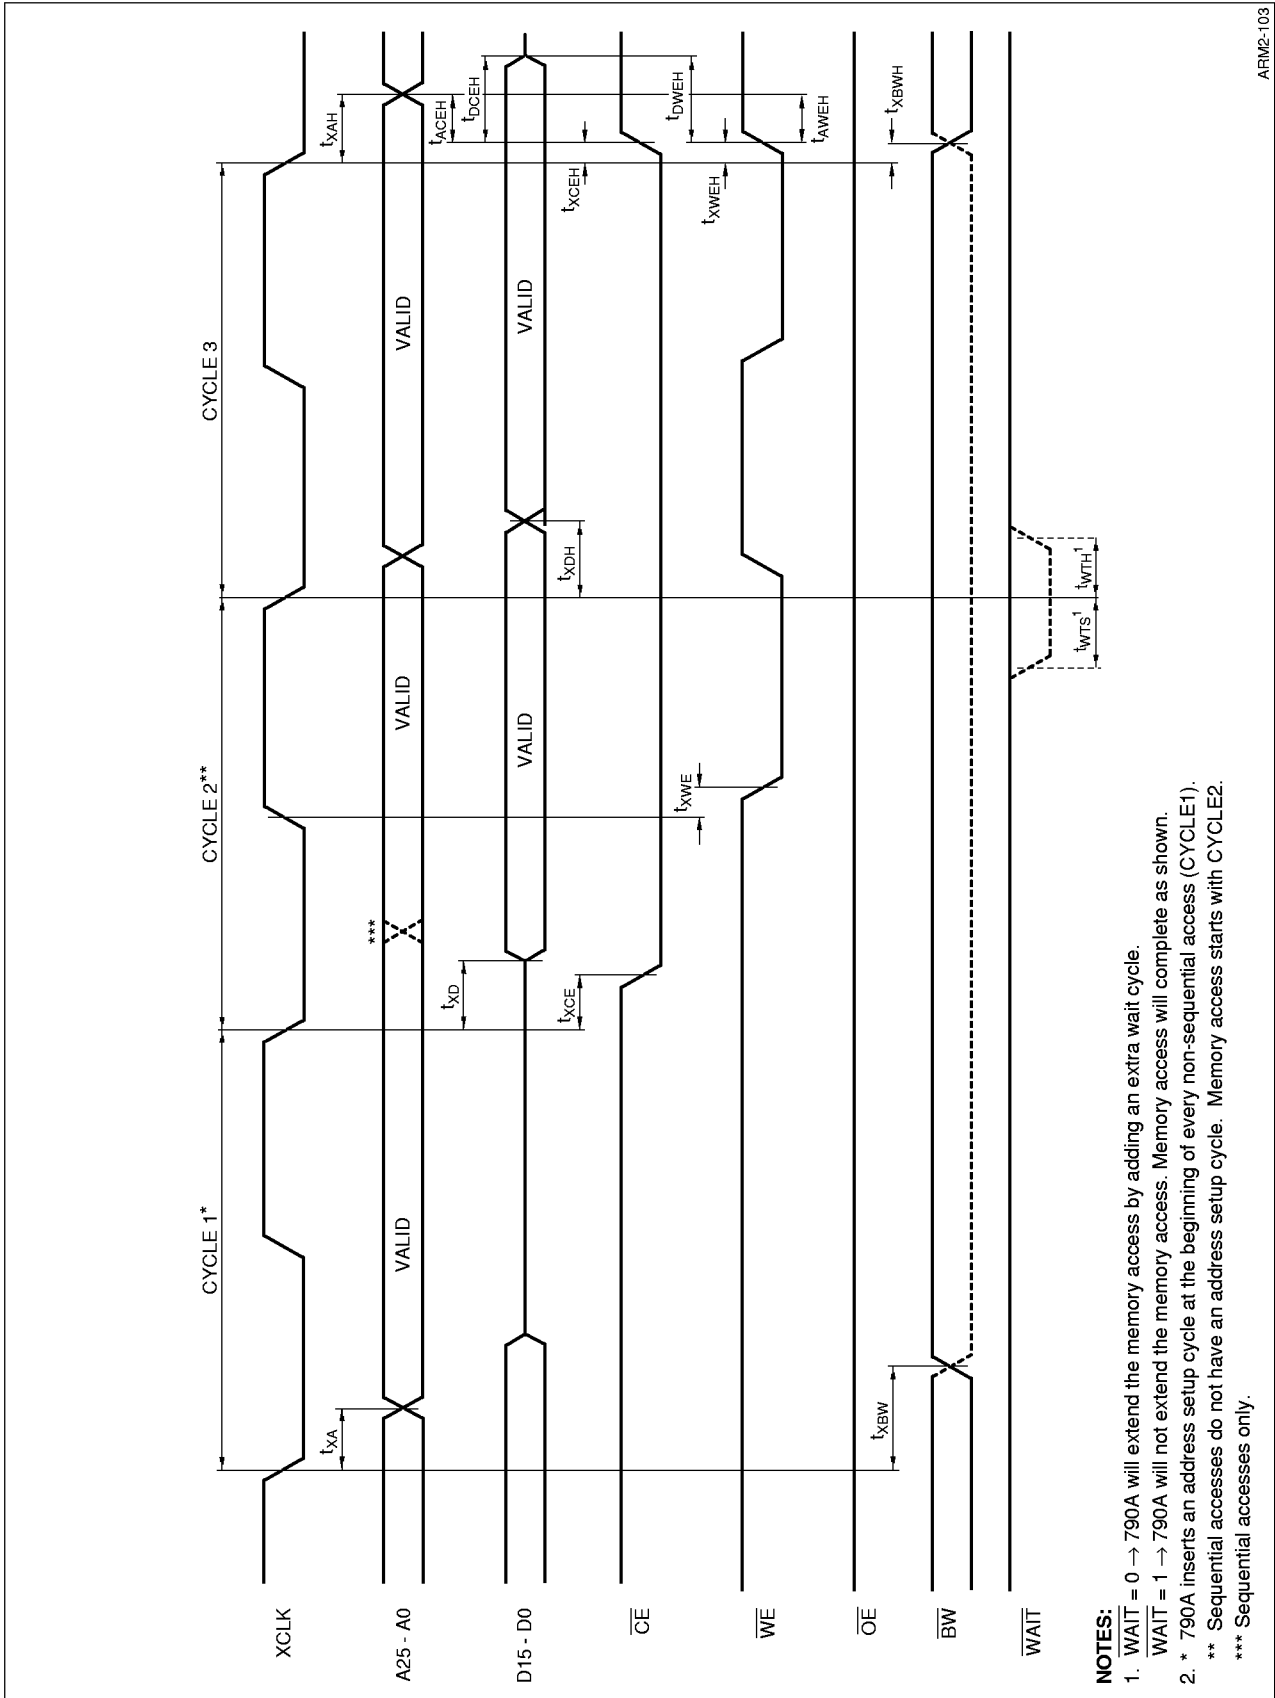 CYCLE 1*
CYCLE 2**
CYCLE 3
XCLK
tXA
tXAH
A25 - A0
VALID
***
VALID
VALID
tXD
tACEH
tDCEH
D15 - D0
VALID
VALID
tXCE
tXDH
tXCEH
CE
tXWE
tDWEH
tXWEH
WE
tAWEH
OE
tXBW
tXBWH
BW
WAIT
tWTS1
tWTH1
NOTES:
1. WAIT = 0 → 790A will extend the memory access by adding an extra wait cycle.
WAIT = 1 → 790A will not extend the memory access. Memory access will complete as shown.
2. * 790A inserts an address setup cycle at the beginning of every non-sequential access (CYCLE1).
** Sequential accesses do not have an address setup cycle. Memory access starts with CYCLE2.
*** Sequential accesses only.
ARM2-103